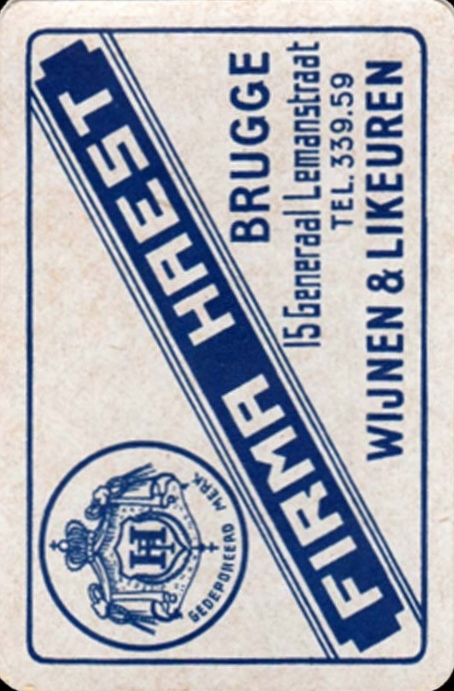 FIRMA HAEST
BRUGGE
15 Generaal Lemanstraat
TEL. 339.59
WIJNEN & LIKEUREN
H
GEDEPONEERD MERK